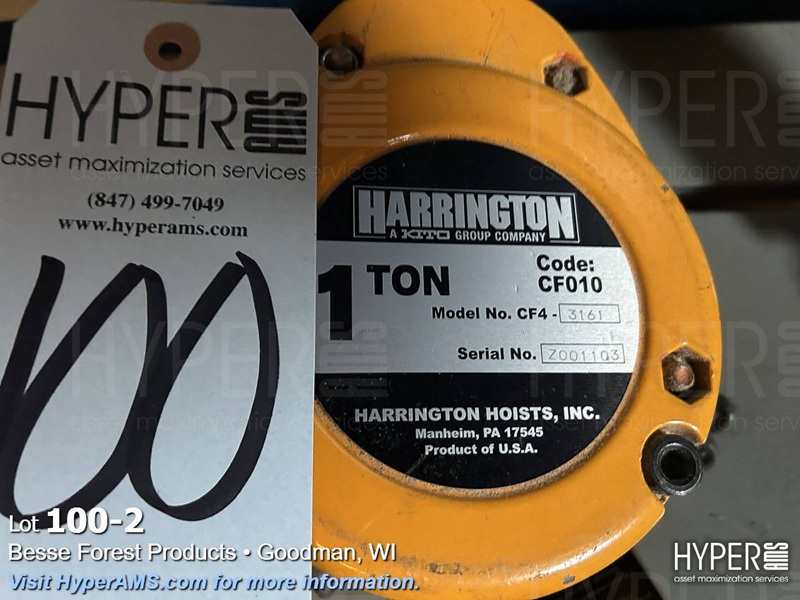 HYPER AMS
asset maximization services
(847) 499-7049
www.hyperams.com
100
HARRINGTON
A KITO GROUP COMPANY
1 TON
Code:
CF010
Model No. CF4 - 3161
Serial No. Z001103
HARRINGTON HOISTS, INC.
Manheim, PA 17545
Product of U.S.A.
Lot 100-2
Besse Forest Products • Goodman, WI
Visit HyperAMS.com for more information.
HYPER AMS
asset maximization services